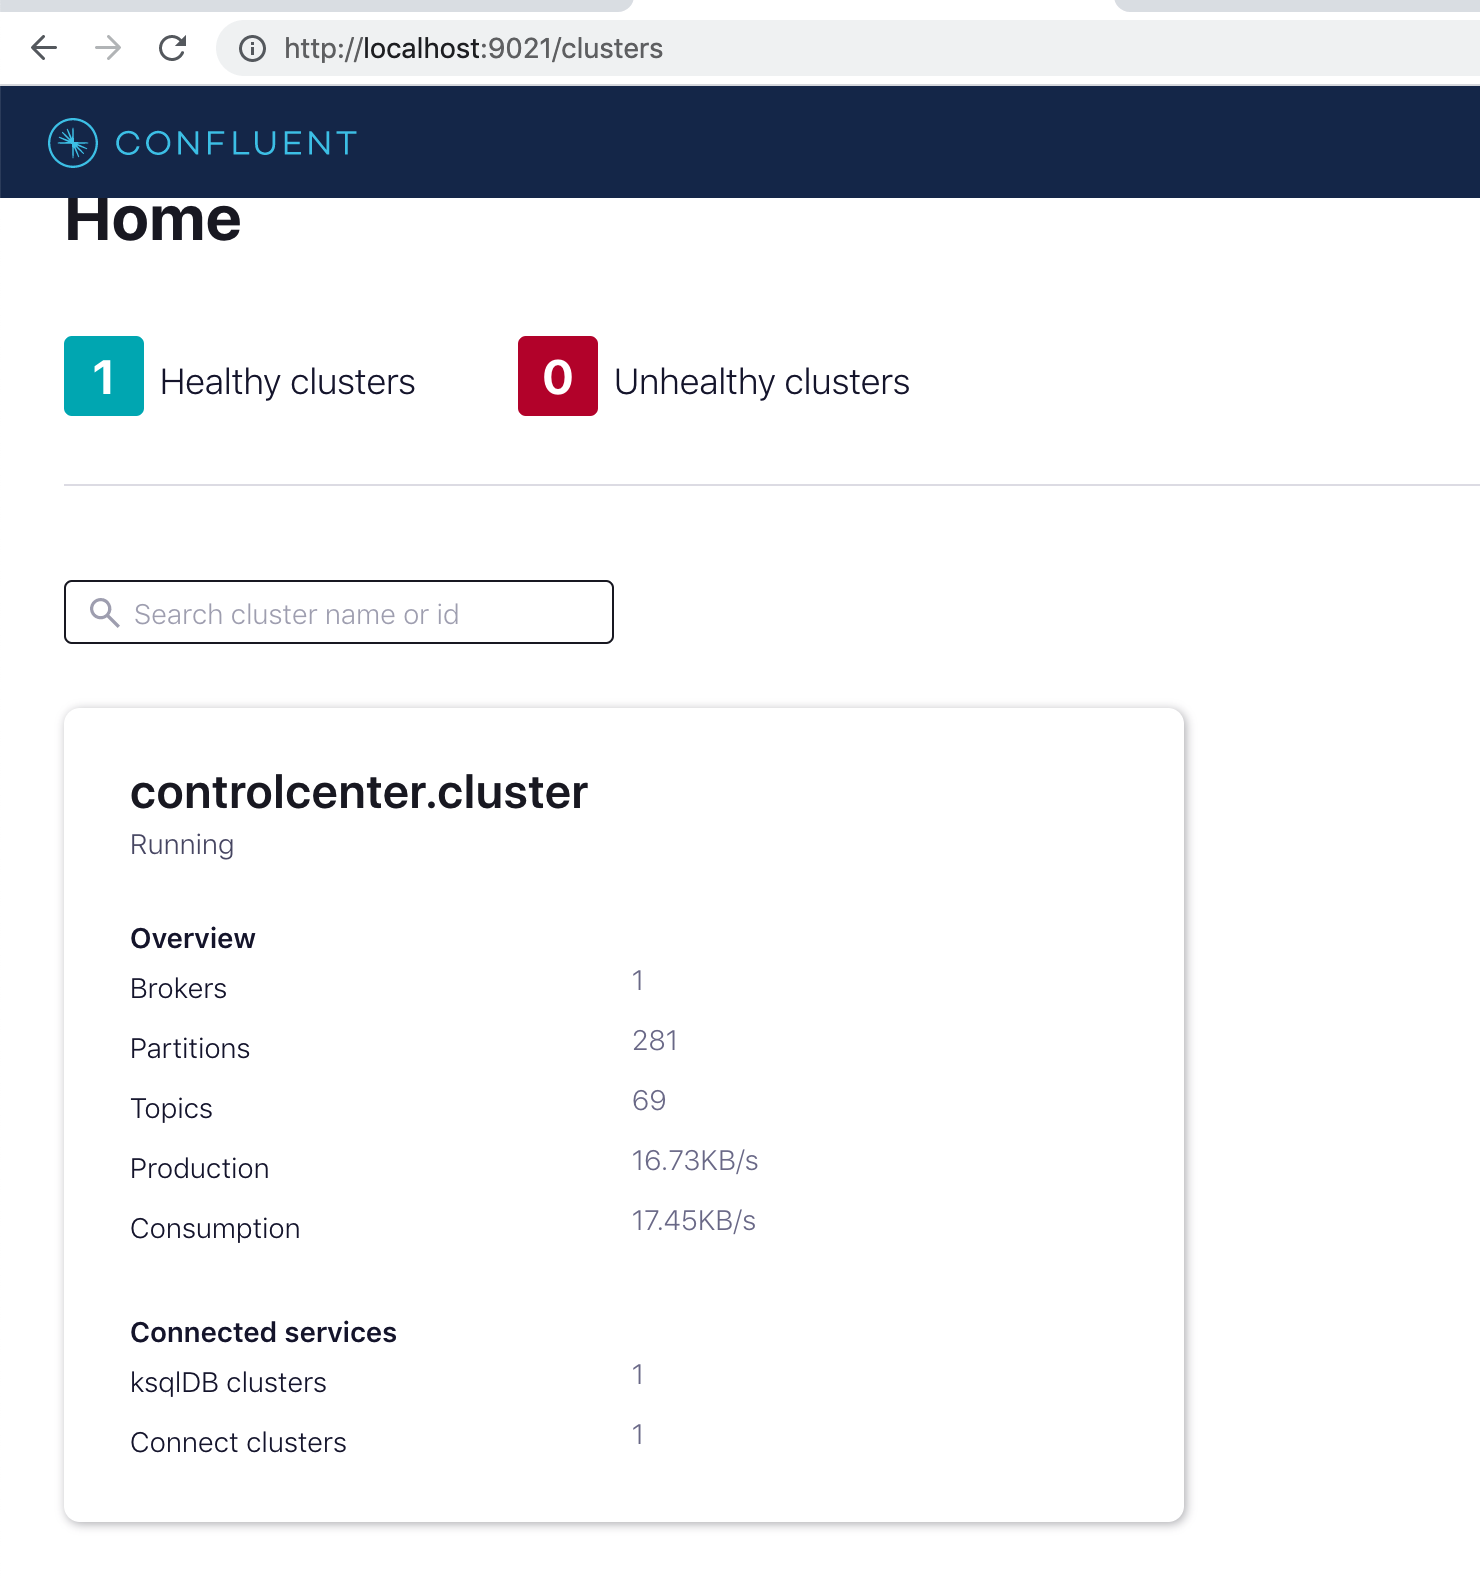 http://localhost:9021/clusters
CONFLUENT
Home
1 Healthy clusters 0 Unhealthy clusters
Search cluster name or id
controlcenter.cluster
Running
Overview
Brokers 1
Partitions 281
Topics 69
Production 16.73KB/s
Consumption 17.45KB/s
Connected services
ksqlDB clusters 1
Connect clusters 1